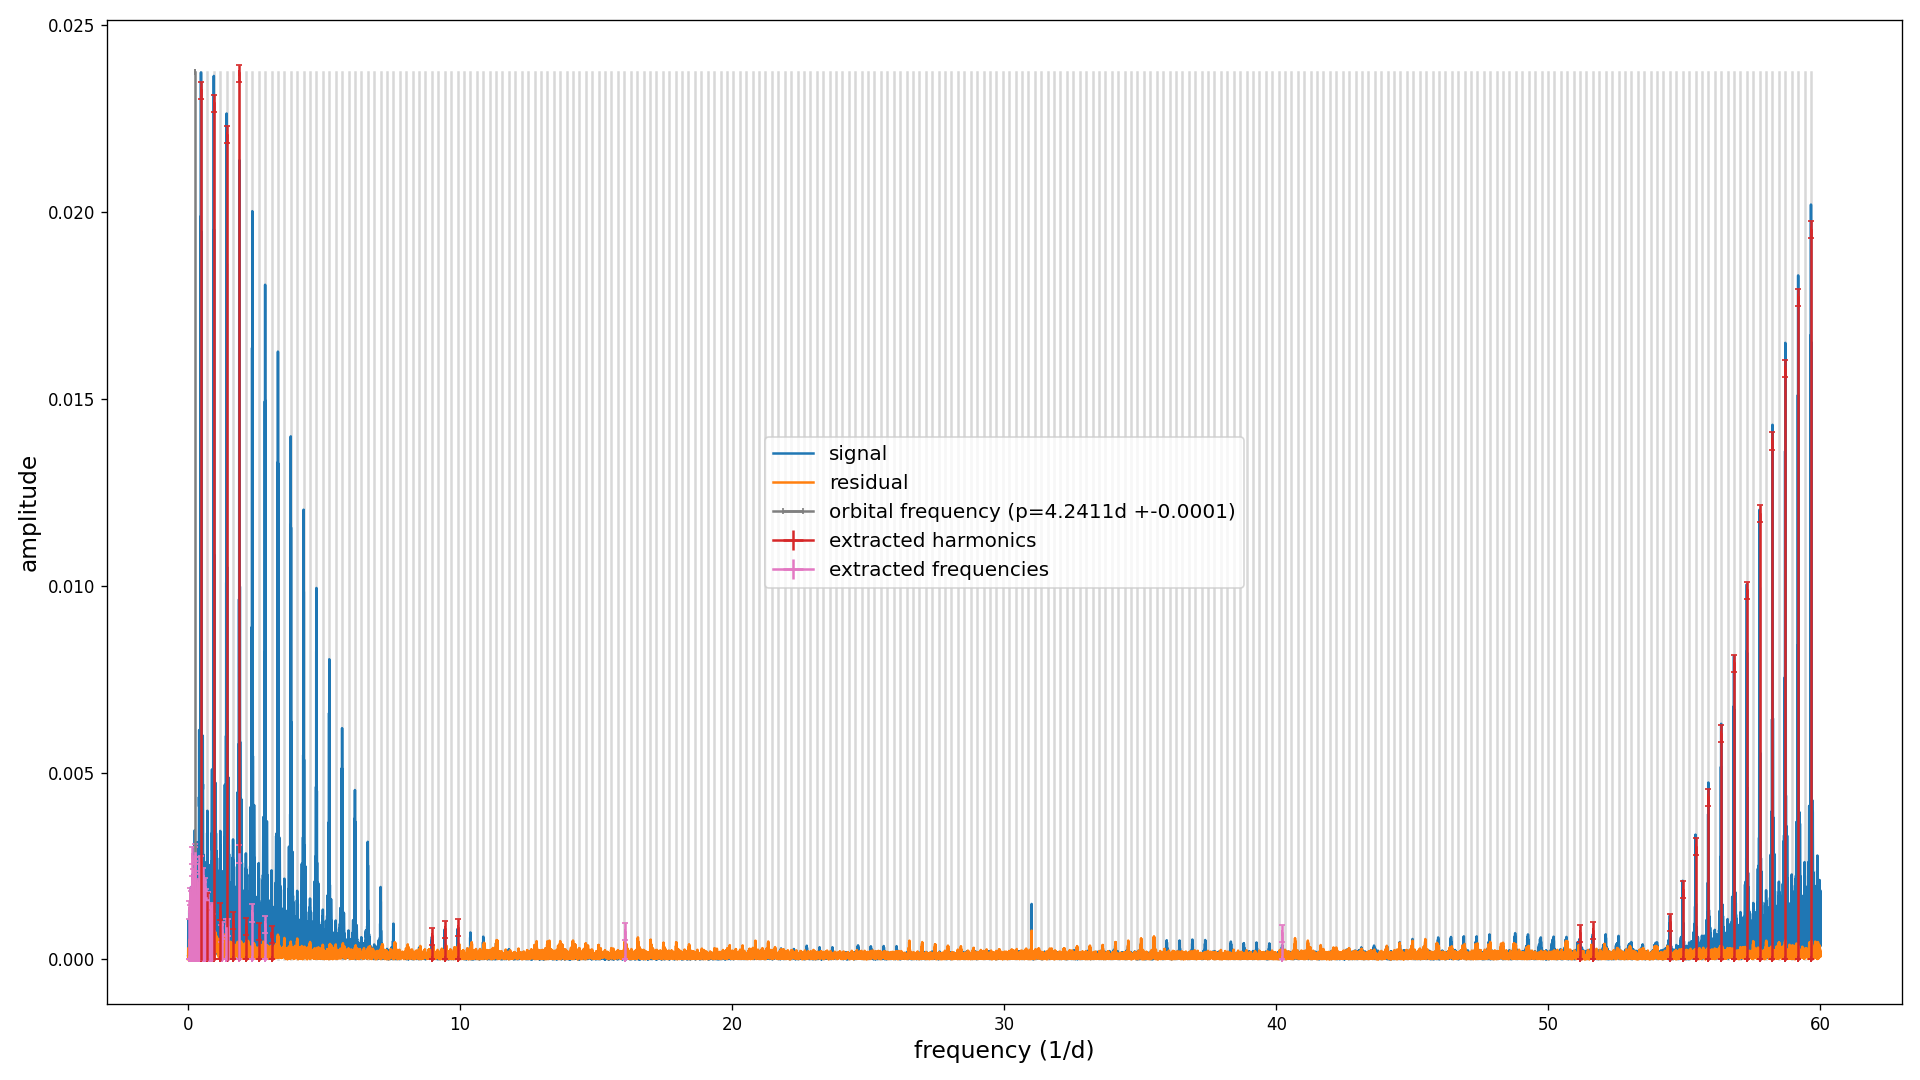 0.025
0.020
0.015
0.010
0.005
0.000
amplitude
signal
residual
orbital frequency (p=4.2411d +-0.0001)
extracted harmonics
extracted frequencies
0 10 20 30 40 50 60
frequency (1/d)